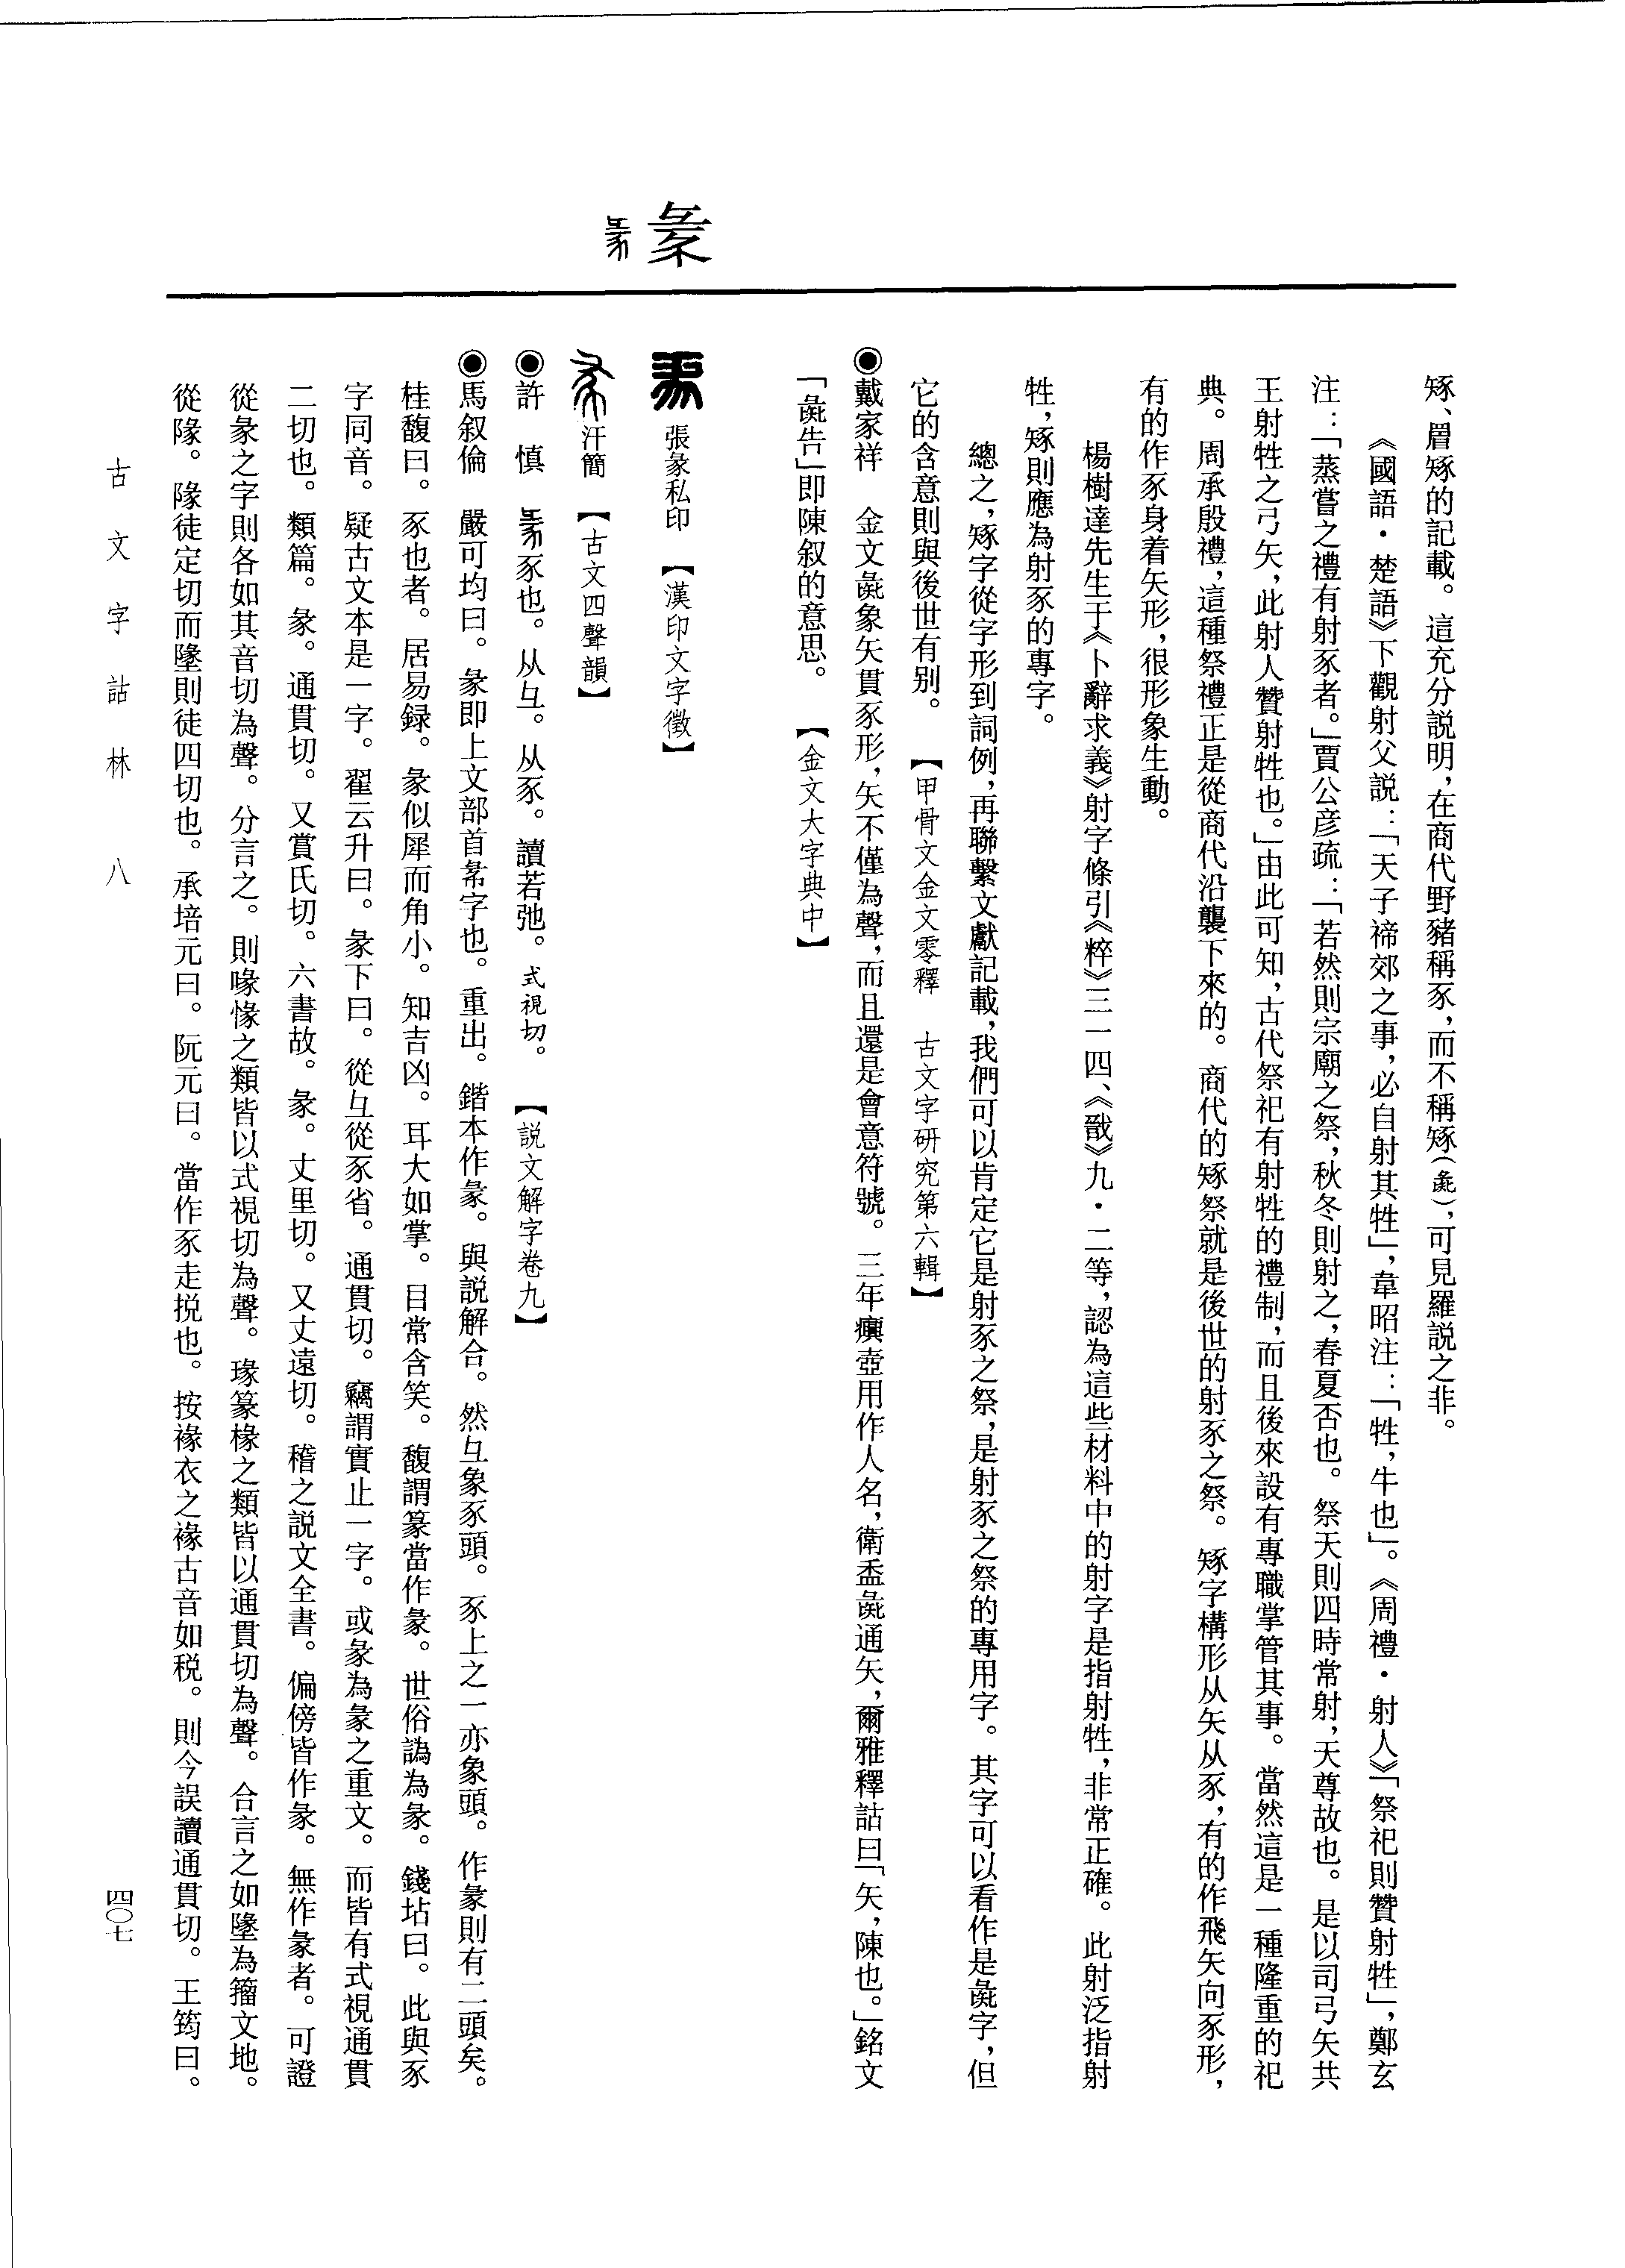 彖
豙、眉豙的記載。這充分説明，在商代野豬稱豕，而不稱豙（彘），可見羅説之非。
《國語·楚語》下觀射父説：「天子禘郊之事，必自射其牲」，韋昭注：「牲，牛也」。《周禮·射人》「祭祀則贊射牲」，鄭玄
注：「蒸嘗之禮有射豕者。」賈公彦疏：「若然則宗廟之祭，秋冬則射之，春夏否也。祭天則四時常射，天尊故也。是以司弓矢共
王射牲之弓矢，此射人贊射牲也。」由此可知，古代祭祀有射牲的禮制，而且後來設有專職掌管其事。當然這是一種隆重的祀
典。周承殷禮，這種祭禮正是從商代沿襲下來的。商代的𢑓祭就是後世的射豕之祭。𢑓字構形从矢从豕，有的作飛矢向豕形，
有的作豕身着矢形，很形象生動。
楊樹達先生于《卜辭求義》射字條引《粹》三一四、《戬》九·二等，認為這些材料中的射字是指射牲，非常正確。此射泛指射
牲，𢑓則應為射豕的專字。
總之，𢑓字從字形到詞例，再聯繫文獻記載，我們可以肯定它是射豕之祭，是射豕之祭的專用字。其字可以看作是彘字，但
它的含意則與後世有别。【甲骨文金文零釋　古文字研究第六輯】
◉戴家祥　金文彘象矢貫豕形，矢不僅為聲，而且還是會意符號。三年𤼈壺用作人名，衛盉彘通矢，爾雅釋詁曰「矢，陳也。」銘文
「彘告」即陳叙的意思。【金文大字典中】
張彖私印【漢印文字徵】
汗簡【古文四聲韻】
◉許　慎　豕也。从彑。从豕。讀若弛。式視切。【説文解字卷九】
◉馬叙倫　嚴可均曰。彖即上文部首㣇字也。重出。鍇本作彖。與説解合。然彑象豕頭。豕上之一亦象頭。作彖則有二頭矣。
桂馥曰。豕也者。居易録。彖似犀而角小。知吉凶。耳大如掌。目常含笑。馥謂篆當作彖。世俗譌為彖。錢坫曰。此與豕
字同音。疑古文本是一字。翟云升曰。彖下曰。從彑從豕省。通貫切。竊謂實止一字。或彖為彖之重文。而皆有式視通貫
二切也。類篇。彖。通貫切。又賞氏切。六書故。彖。丈里切。又丈遠切。稽之説文全書。偏傍皆作彖。無作彖者。可證
從彖之字則各如其音切為聲。分言之。則喙㥟之類皆以式視切為聲。瑑篆椽之類皆以通貫切為聲。合言之如墬為籀文地。
從隊。隊徒定切而墬則徒四切也。承培元曰。阮元曰。當作豕走挩也。按褖衣之褖古音如税。則今誤讀通貫切。王筠曰。
古文字詁林　八
四〇七